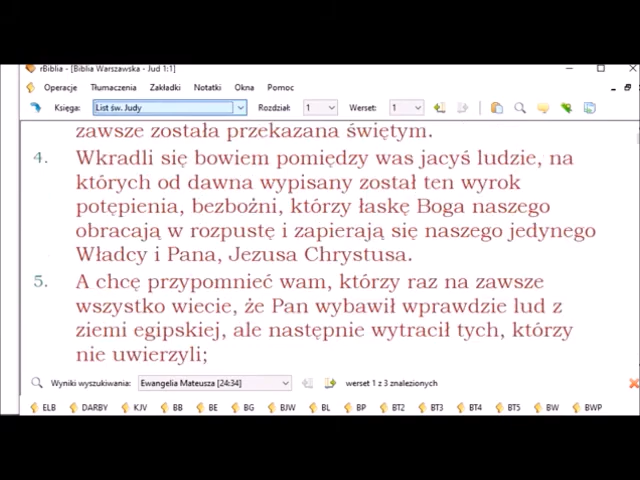 rBiblia - [Biblia Warszawska - Jud 1:1]
Operacje Tłumaczenia Zakładki Notatki Okna Pomoc
Księga: List św. Judy Rozdział: 1 Werset: 1
zawsze została przekazana świętym.
4. Wkradli się bowiem pomiędzy was jacyś ludzie, na
których od dawna wypisany został ten wyrok
potępienia, bezbożni, którzy łaskę Boga naszego
obracają w rozpustę i zapierają się naszego jedynego
Władcy i Pana, Jezusa Chrystusa.
5. A chcę przypomnieć wam, którzy raz na zawsze
wszystko wiecie, że Pan wybawił wprawdzie lud z
ziemi egipskiej, ale następnie wytracił tych, którzy
nie uwierzyli;
Wyniki wyszukiwania: Ewangelia Mateusza [24:34] werset 1 z 3 znalezionych
ELB DARBY KJV BB BE BG BJW BL BP BT2 BT3 BT4 BT5 BW BWP